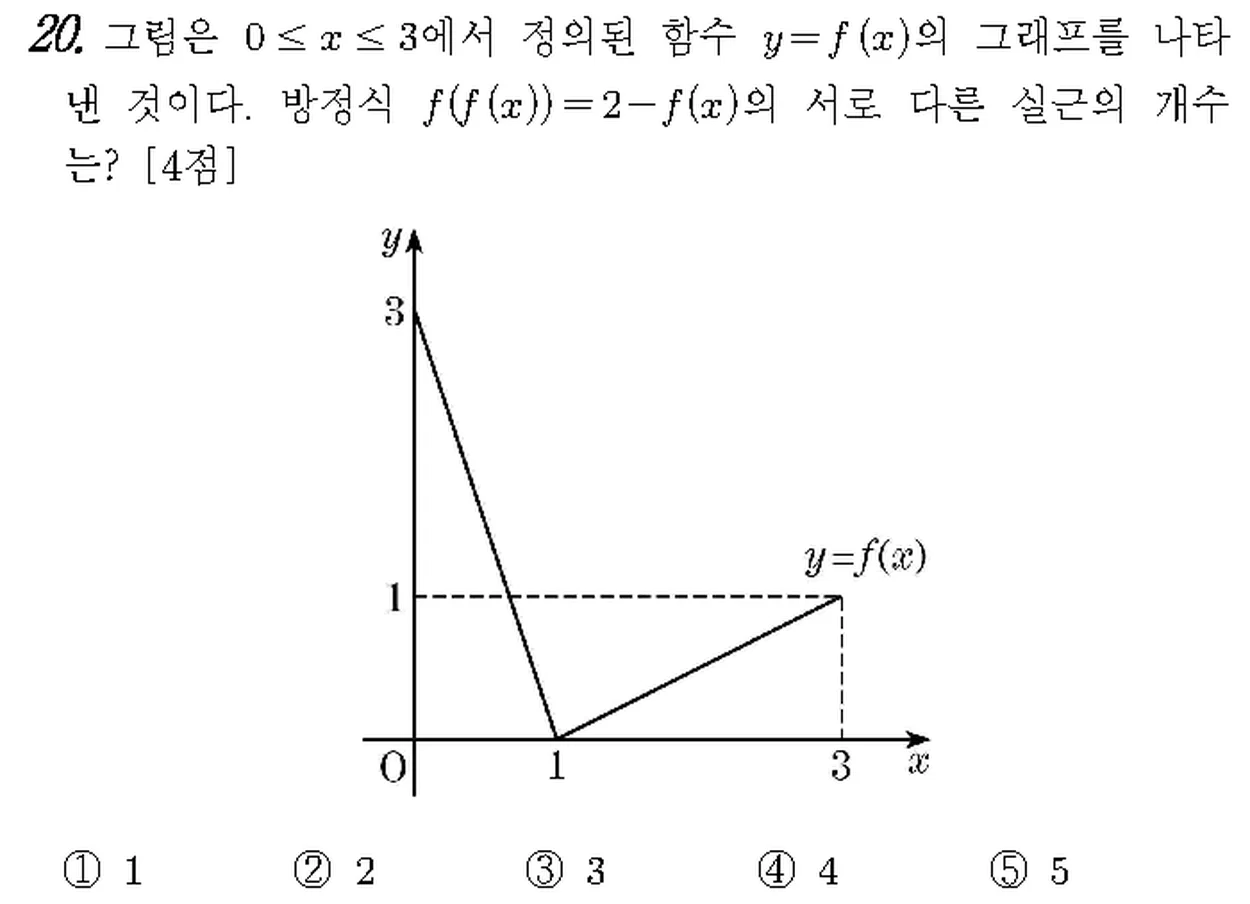 20. 그림은 0 ≤ x ≤ 3에서 정의된 함수 y=f(x)의 그래프를 나타
낸 것이다. 방정식 f(f(x))=2-f(x)의 서로 다른 실근의 개수
는? [4점]
y
3
y=f(x)
1
O 1 3 x
① 1 ② 2 ③ 3 ④ 4 ⑤ 5